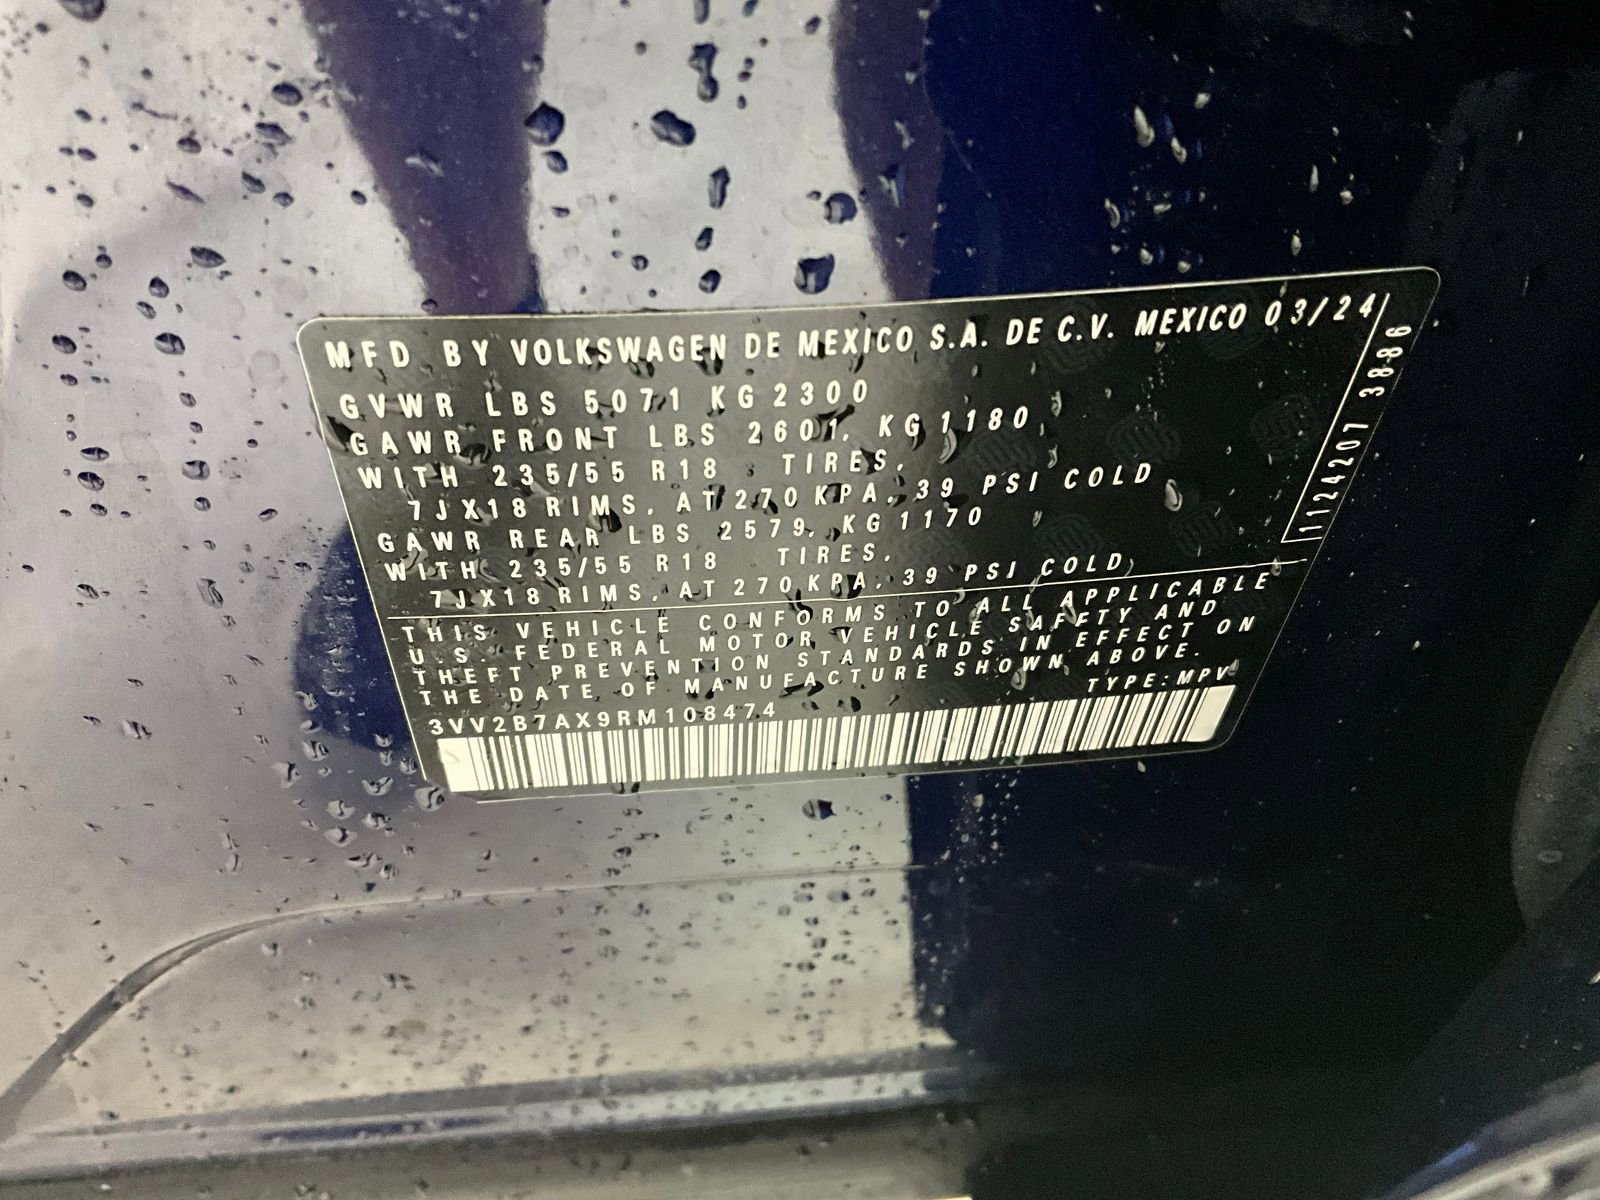 MFD BY VOLKSWAGEN DE MEXICO S.A. DE C.V. MEXICO 03/24
GVWR LBS 5071 KG 2300
GAWR FRONT LBS 2601, KG 1180
WITH 235/55 R18 TIRES,
7JX18 RIMS, AT 270 KPA, 39 PSI COLD
GAWR REAR LBS 2579, KG 1170
WITH 235/55 R18 TIRES,
7JX18 RIMS, AT 270 KPA, 39 PSI COLD
THIS VEHICLE CONFORMS TO ALL APPLICABLE
U.S. FEDERAL MOTOR VEHICLE SAFETY AND
THEFT PREVENTION STANDARDS IN EFFECT ON
THE DATE OF MANUFACTURE SHOWN ABOVE.
TYPE: MPV
3VV2B7AX9RM108474
1124207 3886